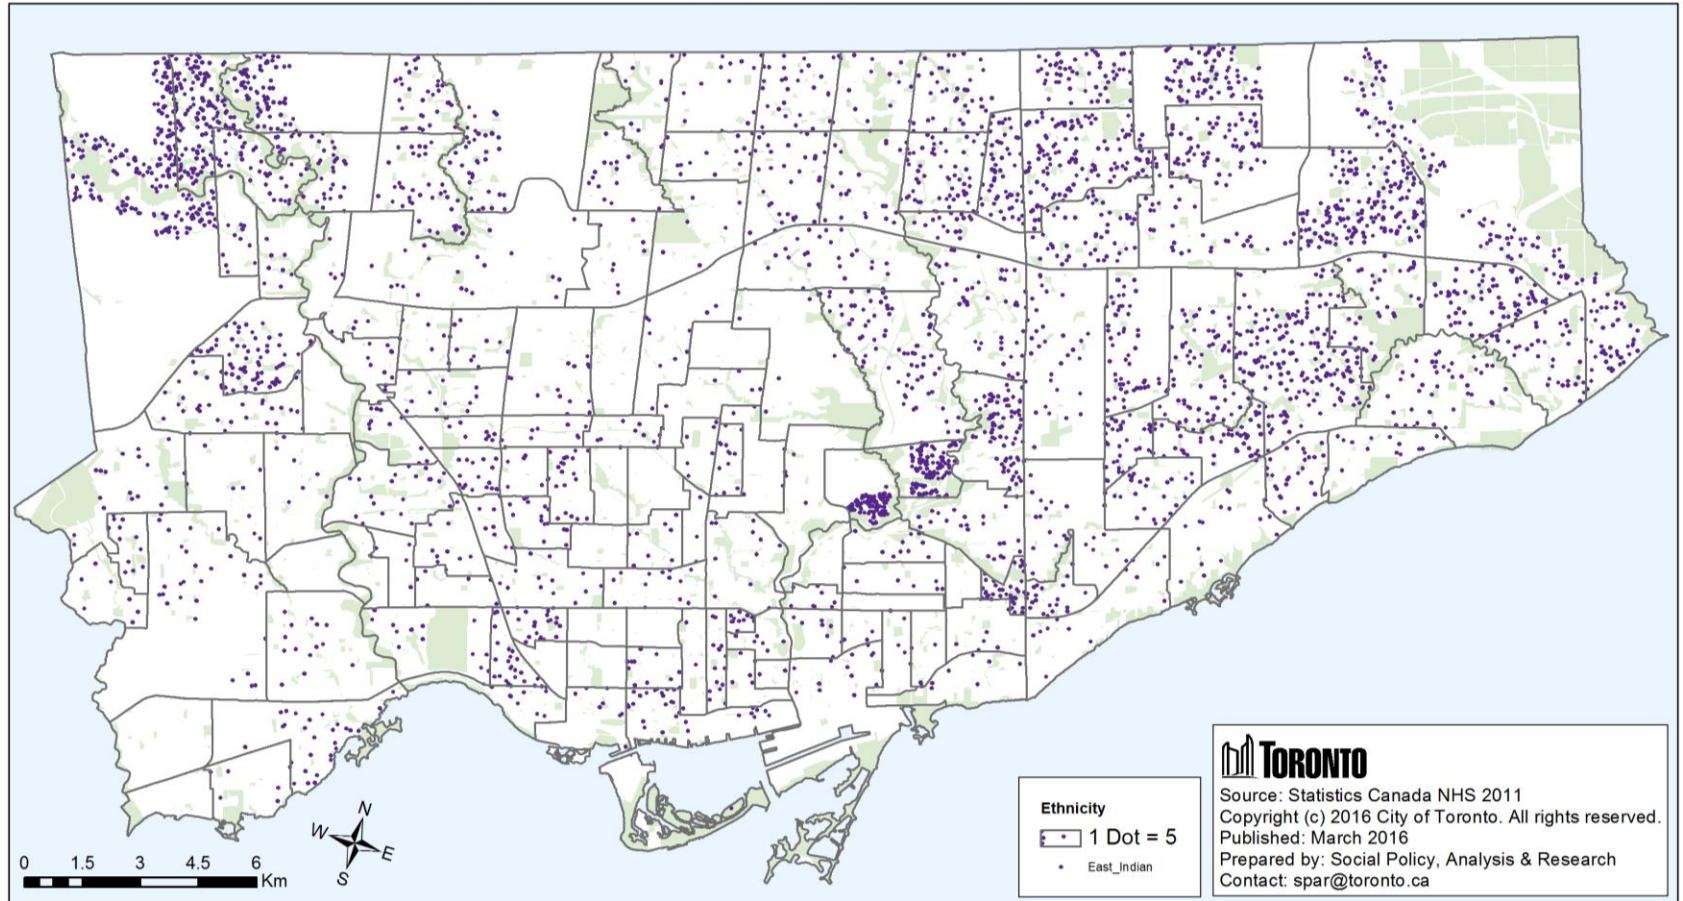 N
W
E
S
0 1.5 3 4.5 6
Km
Ethnicity
1 Dot = 5
East_Indian
TORONTO
Source: Statistics Canada NHS 2011
Copyright (c) 2016 City of Toronto. All rights reserved.
Published: March 2016
Prepared by: Social Policy, Analysis & Research
Contact: spar@toronto.ca